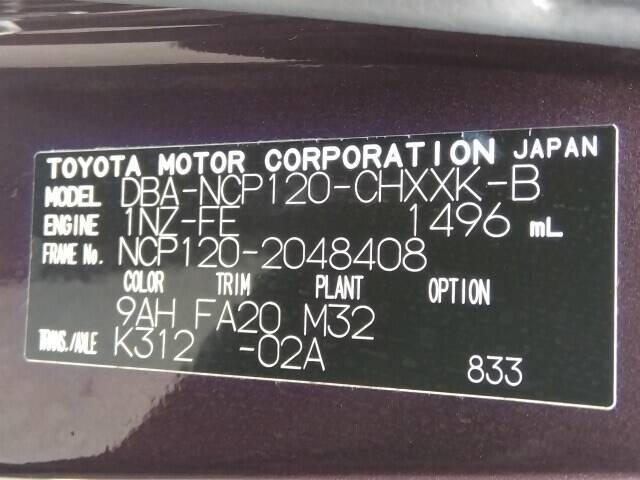 TOYOTA MOTOR CORPORATION JAPAN
MODEL DBA-NCP120-CHXXK-B
ENGINE 1NZ-FE 1496 mL
FRAME No. NCP120-2048408
COLOR TRIM PLANT OPTION
9AH FA20 M32
TRANS./AXLE K312 -02A
833